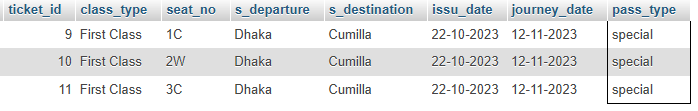 ticket_id class_type seat_no s_departure s_destination issu_date journey_date pass_type
9 First Class 1C Dhaka Cumilla 22-10-2023 12-11-2023 special
10 First Class 2W Dhaka Cumilla 22-10-2023 12-11-2023 special
11 First Class 3C Dhaka Cumilla 22-10-2023 12-11-2023 special